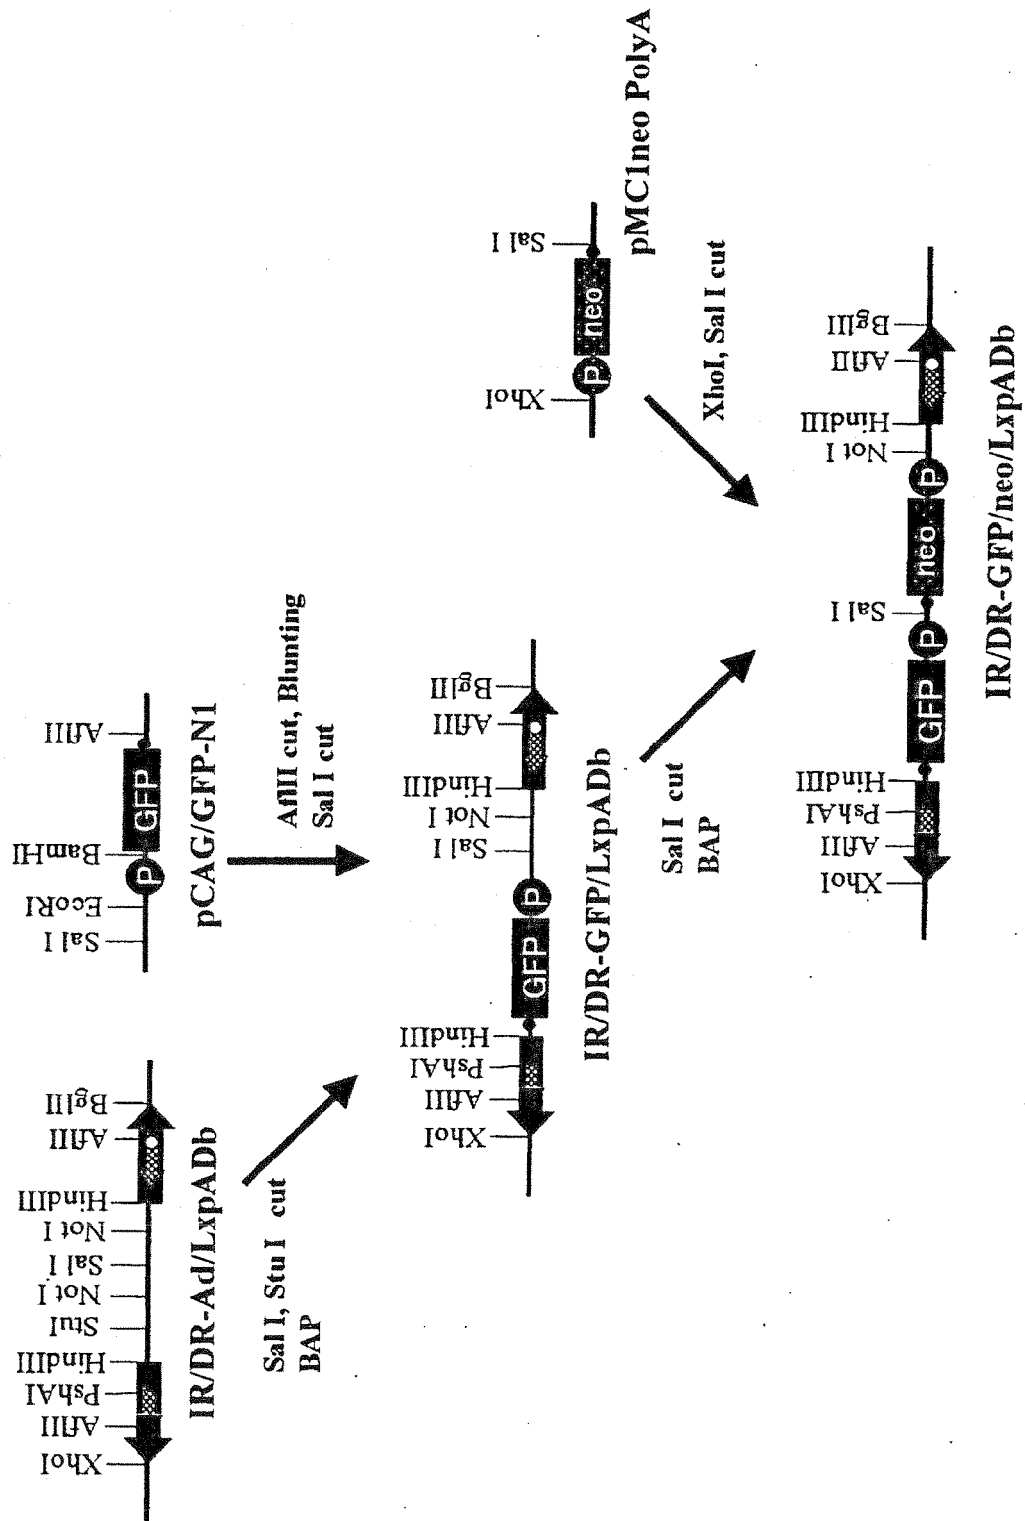 XhoI
AflII
PshAI
HindIII
StuI
Not I
Sal I
Not I
HindIII
AflII
BglII
IR/DR-Ad/LxpADb
Sal I
EcoRI
BamHI
AflII
P
GFP
pCAG/GFP-N1
Sal I, Stu I cut
BAP
AflII cut, Blunting
Sal I cut
XhoI
AflII
PshAI
HindIII
Sal I
Not I
HindIII
AflII
BglII
GFP
P
IR/DR-GFP/LxpADb
XhoI
Sal I
P
neo
pMC1neo PolyA
Sal I cut
BAP
XhoI, Sal I cut
XhoI
AflII
PshAI
HindIII
Sal I
Not I
HindIII
AflII
BglII
GFP
P
neo
P
IR/DR-GFP/neo/LxpADb